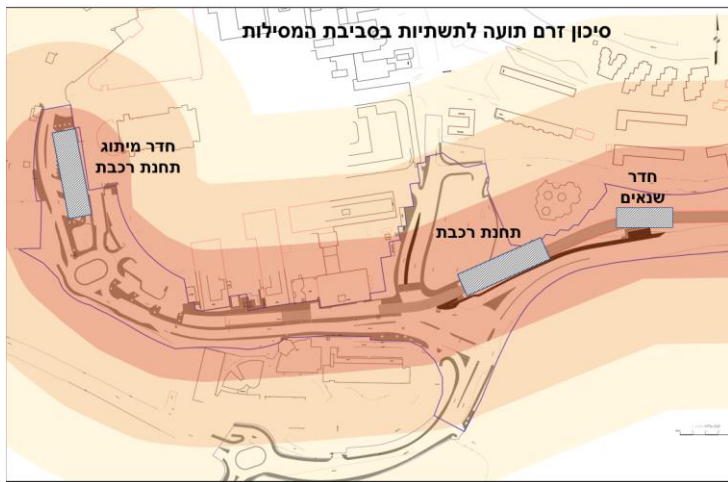 סיכון זרם תועה לתשתיות בסביבת המסילות
חדר מיתוג
תחנת רכבת
חדר
שנאים
תחנת רכבת